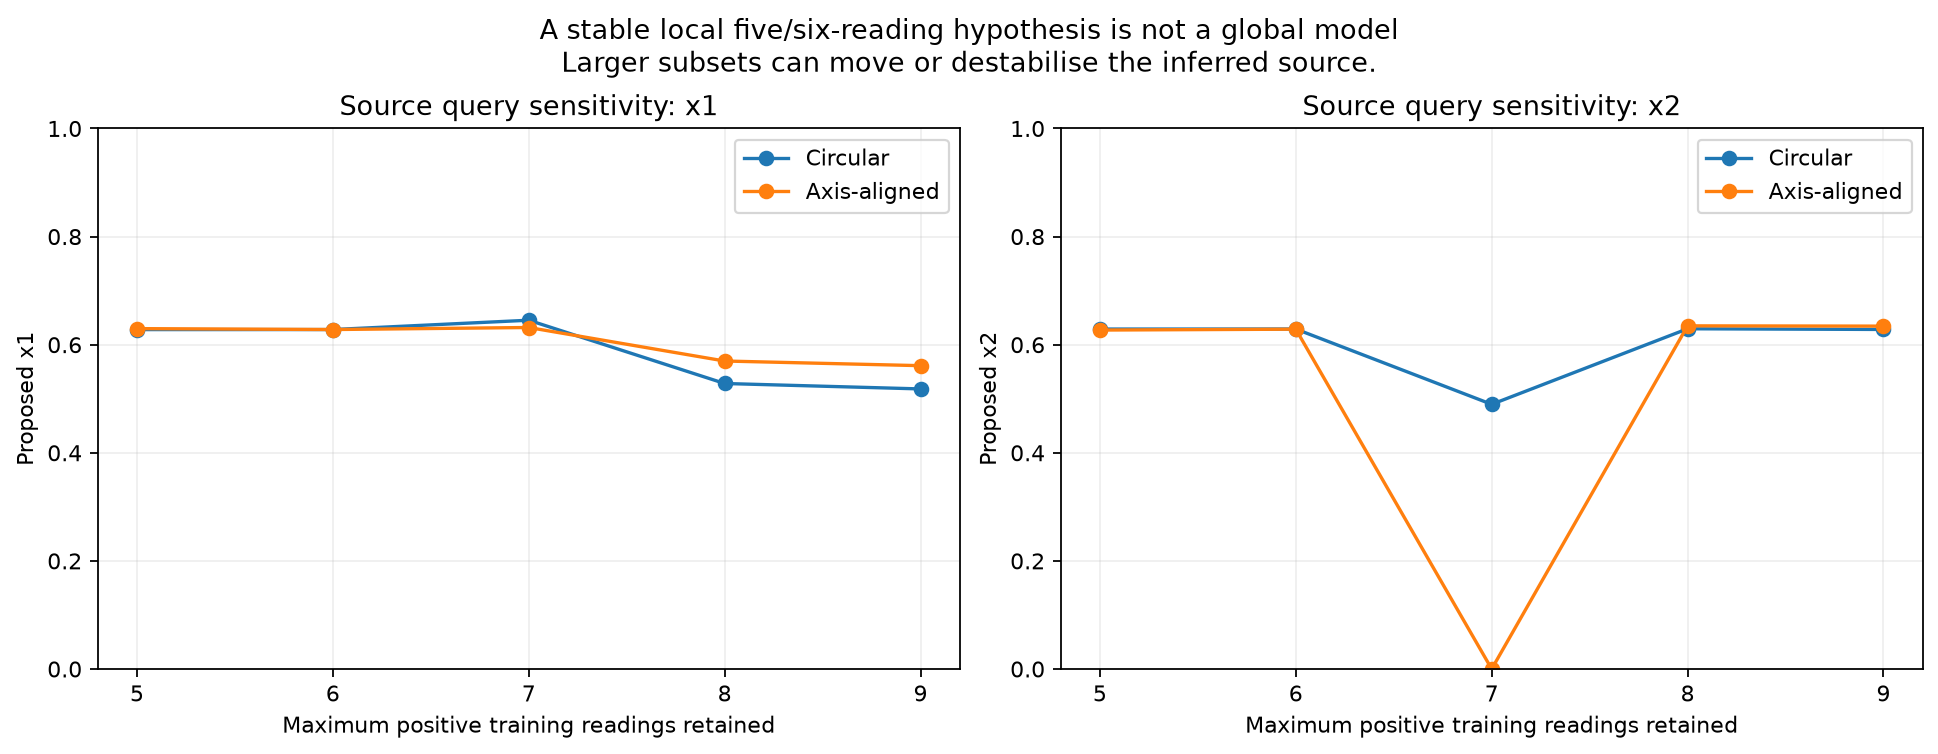 A stable local five/six-reading hypothesis is not a global model
Larger subsets can move or destabilise the inferred source.
Source query sensitivity: x1
1.0
0.8
0.6
0.4
0.2
0.0
Proposed x1
Circular
Axis-aligned
5 6 7 8 9
Maximum positive training readings retained
Source query sensitivity: x2
1.0
0.8
0.6
0.4
0.2
0.0
Proposed x2
Circular
Axis-aligned
5 6 7 8 9
Maximum positive training readings retained